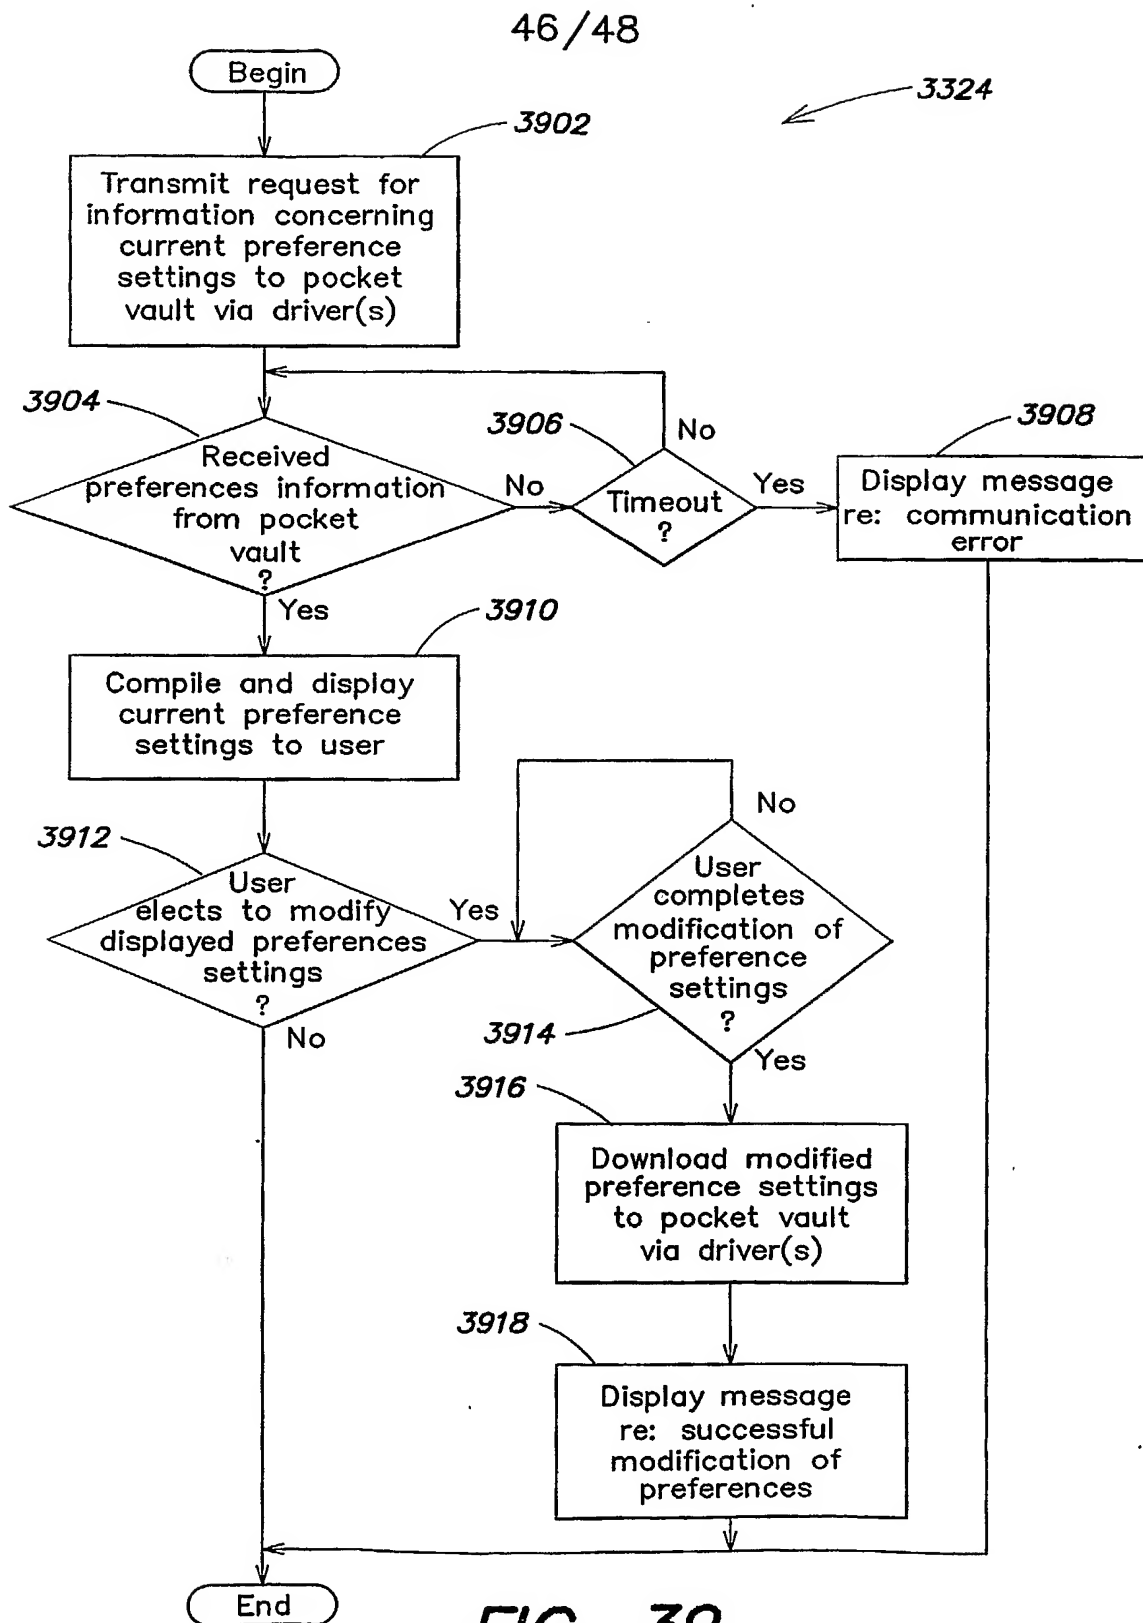 46/48
Begin
3324
3902
Transmit request for
information concerning
current preference
settings to pocket
vault via driver(s)
3904
Received
preferences information
from pocket
vault
?
No
Yes
3906
Timeout
?
No
Yes
3908
Display message
re: communication
error
3910
Compile and display
current preference
settings to user
3912
User
elects to modify
displayed preferences
settings
?
Yes
No
User
completes
modification of
preference
settings
?
3914
No
Yes
3916
Download modified
preference settings
to pocket vault
via driver(s)
3918
Display message
re: successful
modification of
preferences
End
FIG. 39